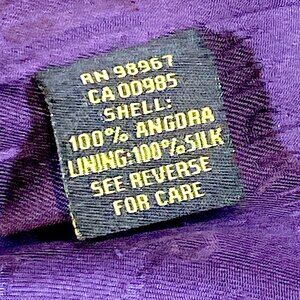 RN 98967
CA 00985
SHELL:
100% ANGORA
LINING:100% SILK
SEE REVERSE
FOR CARE